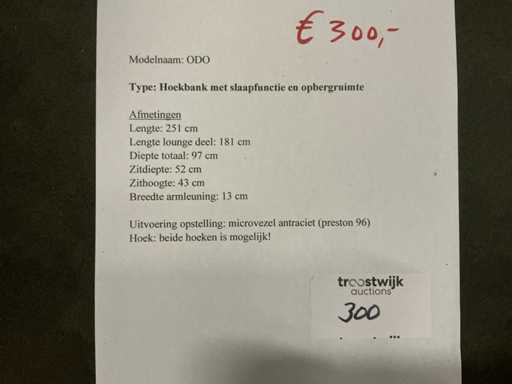 € 300,-
Modelnaam: ODO
Type: Hoekbank met slaapfunctie en opbergruimte
Afmetingen
Lengte: 251 cm
Lengte lounge deel: 181 cm
Diepte totaal: 97 cm
Zitdiepte: 52 cm
Zithoogte: 43 cm
Breedte armleuning: 13 cm
Uitvoering opstelling: microvezel antraciet (preston 96)
Hoek: beide hoeken is mogelijk!
troostwijk
auctions
300